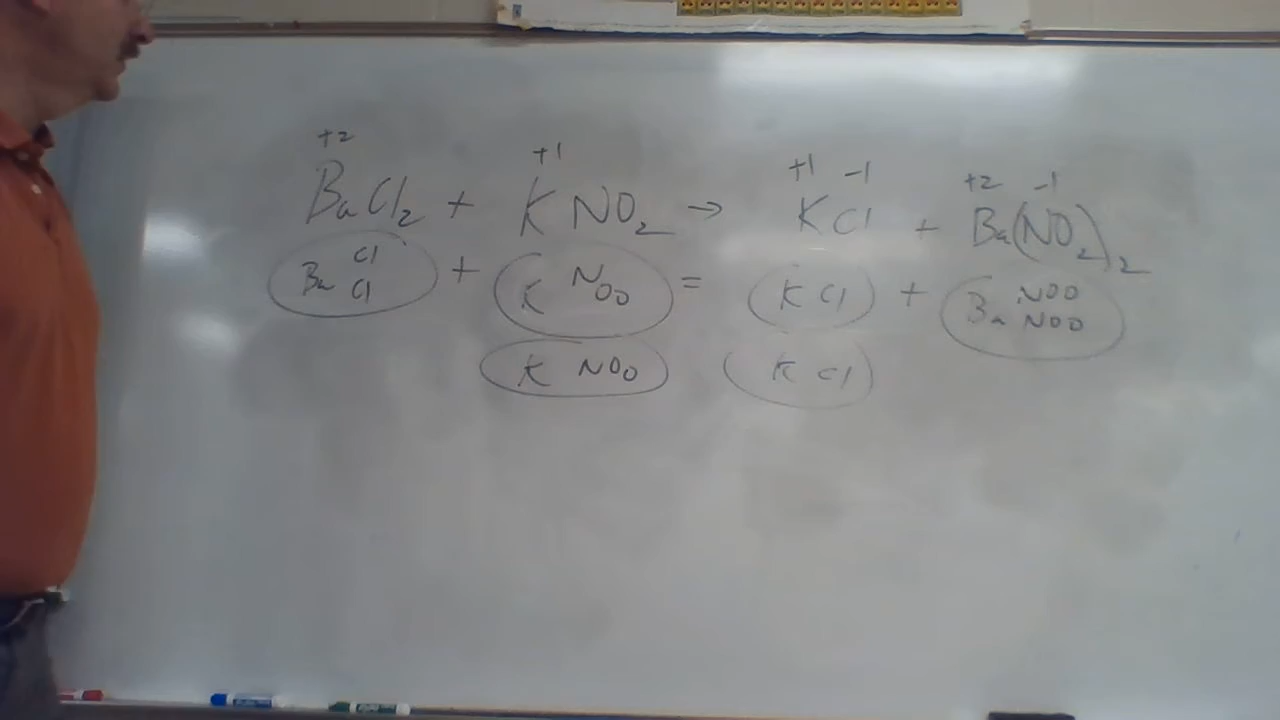 +2 +1 +1 -1 +2 -1
BaCl₂ + KNO₂ → KCl + Ba(NO₂)₂
Cl
Ba Cl + K NOO = K Cl + Ba NOO NOO
K NOO K Cl